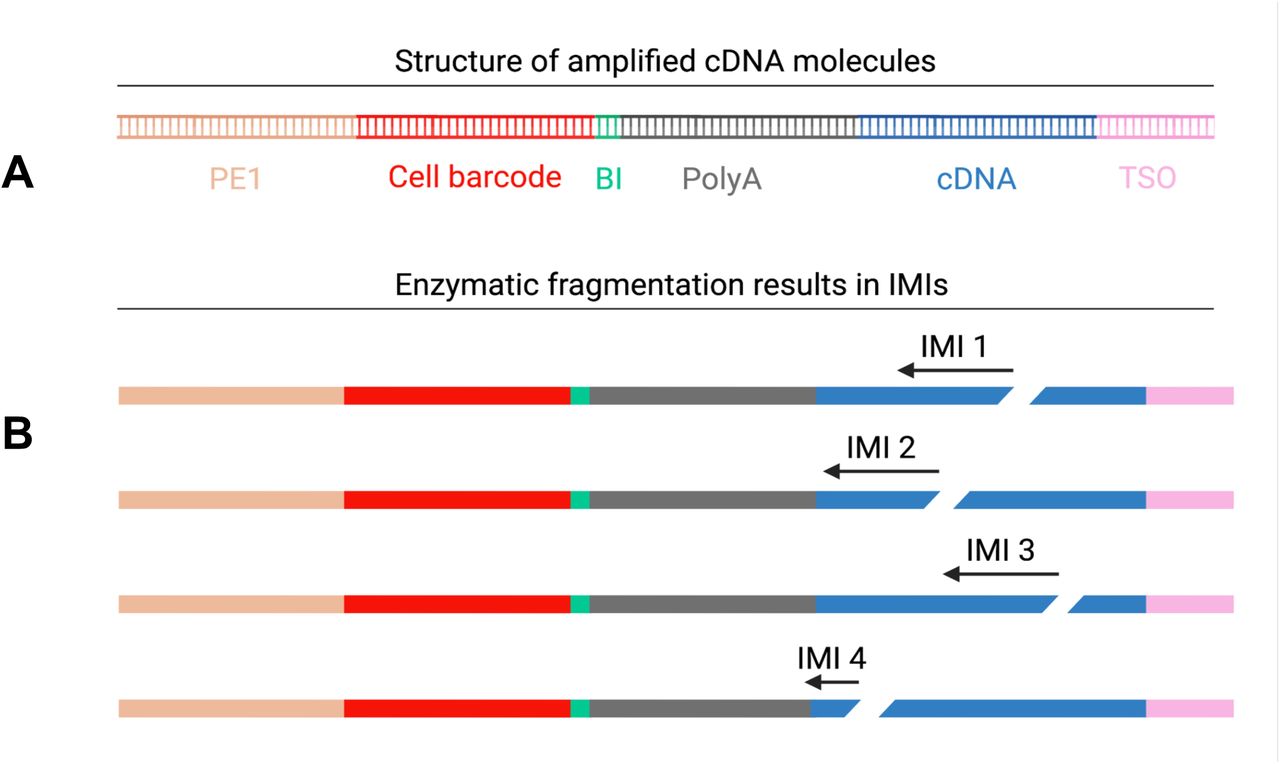 Structure of amplified cDNA molecules
A
PE1 Cell barcode BI PolyA cDNA TSO
Enzymatic fragmentation results in IMIs
IMI 1
B
IMI 2
IMI 3
IMI 4